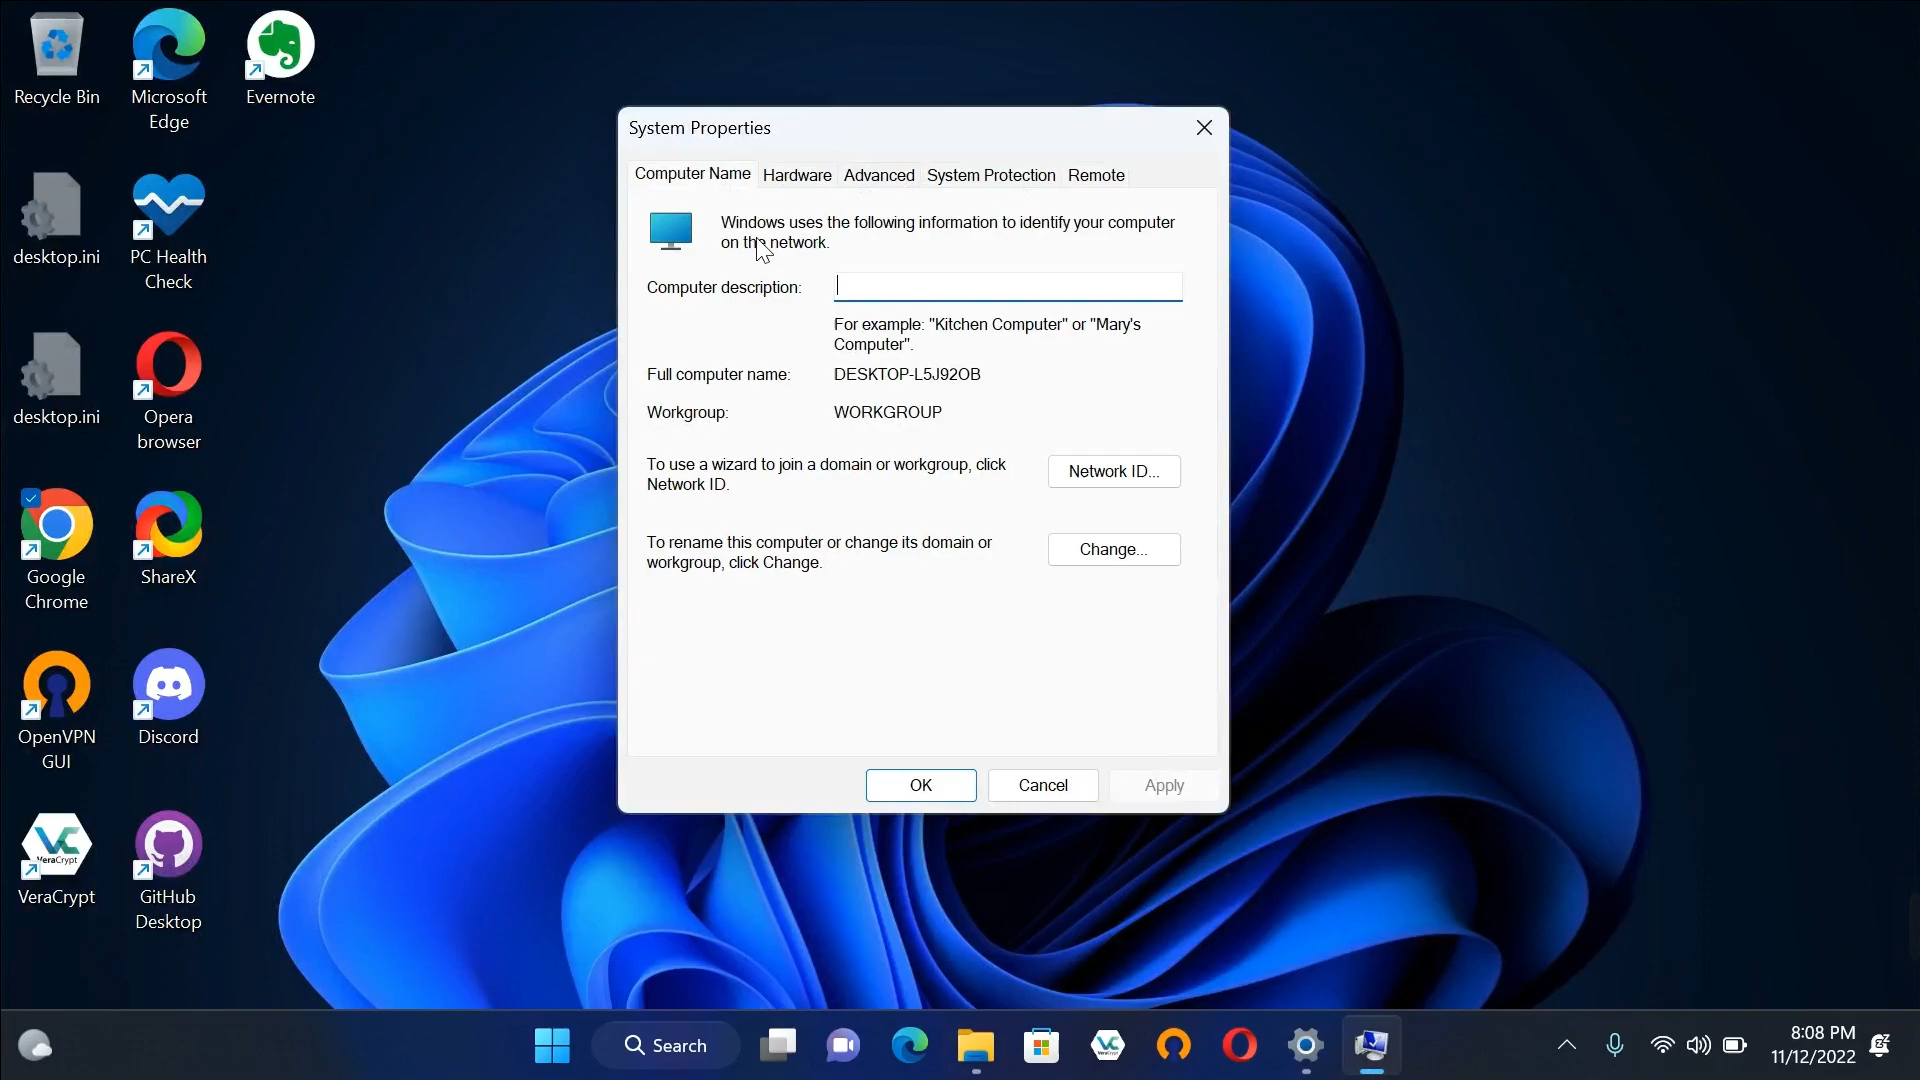 Recycle Bin
Microsoft
Edge
Evernote
desktop.ini
PC Health
Check
desktop.ini
Opera
browser
Google
Chrome
ShareX
OpenVPN
GUI
Discord
VeraCrypt
VeraCrypt
GitHub
Desktop
System Properties
Computer Name Hardware Advanced System Protection Remote
Windows uses the following information to identify your computer
on the network.
Computer description:
For example: "Kitchen Computer" or "Mary's
Computer".
Full computer name: DESKTOP-L5J92OB
Workgroup: WORKGROUP
To use a wizard to join a domain or workgroup, click
Network ID.
Network ID...
To rename this computer or change its domain or
workgroup, click Change.
Change...
OK Cancel Apply
Search
VeraCrypt
8:08 PM
11/12/2022